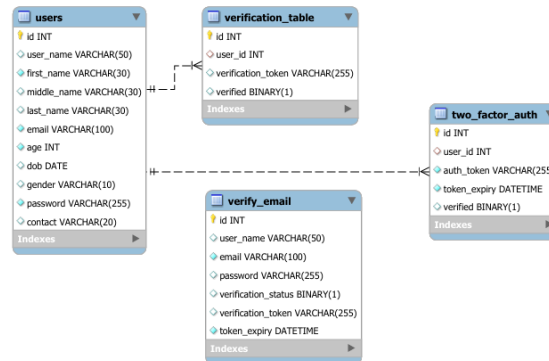 users
id INT
user_name VARCHAR(50)
first_name VARCHAR(30)
middle_name VARCHAR(30)
last_name VARCHAR(30)
email VARCHAR(100)
age INT
dob DATE
gender VARCHAR(10)
password VARCHAR(255)
contact VARCHAR(20)
Indexes
verification_table
id INT
user_id INT
verification_token VARCHAR(255)
verified BINARY(1)
Indexes
two_factor_auth
id INT
user_id INT
auth_token VARCHAR(255
token_expiry DATETIME
verified BINARY(1)
Indexes
verify_email
id INT
user_name VARCHAR(50)
email VARCHAR(100)
password VARCHAR(255)
verification_status BINARY(1)
verification_token VARCHAR(255)
token_expiry DATETIME
Indexes